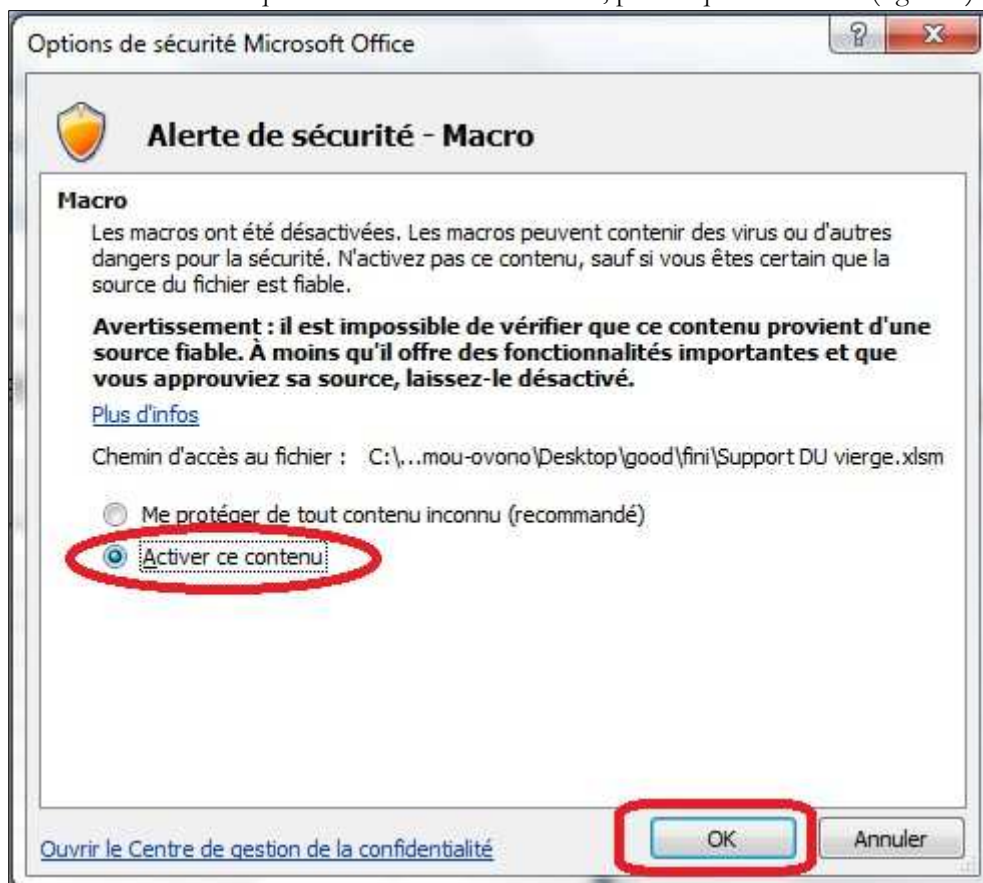 Options de sécurité Microsoft Office
Alerte de sécurité - Macro
Macro
Les macros ont été désactivées. Les macros peuvent contenir des virus ou d'autres
dangers pour la sécurité. N'activez pas ce contenu, sauf si vous êtes certain que la
source du fichier est fiable.
Avertissement : il est impossible de vérifier que ce contenu provient d'une
source fiable. À moins qu'il offre des fonctionnalités importantes et que
vous approuviez sa source, laissez-le désactivé.
Plus d'infos
Chemin d'accès au fichier : C:\...mou-ovono\Desktop\good\fini\Support DU vierge.xlsm
Me protéger de tout contenu inconnu (recommandé)
Activer ce contenu
Ouvrir le Centre de gestion de la confidentialité
OK
Annuler